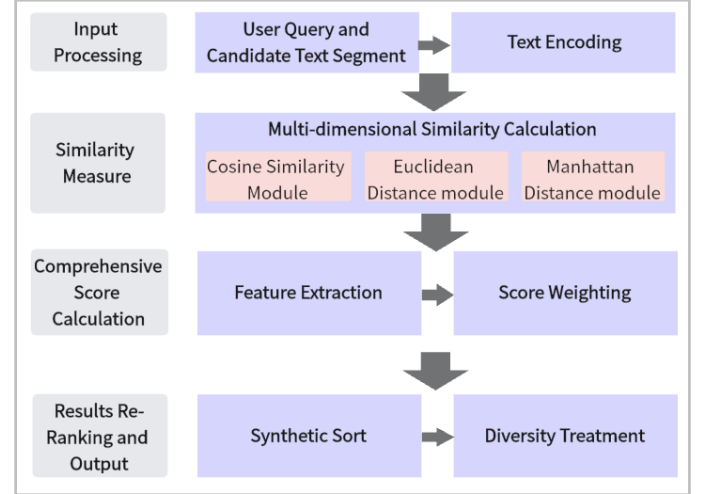 Input
Processing
User Query and
Candidate Text Segment
Text Encoding
Similarity
Measure
Multi-dimensional Similarity Calculation
Cosine Similarity
Module
Euclidean
Distance module
Manhattan
Distance module
Comprehensive
Score
Calculation
Feature Extraction
Score Weighting
Results Re-
Ranking and
Output
Synthetic Sort
Diversity Treatment